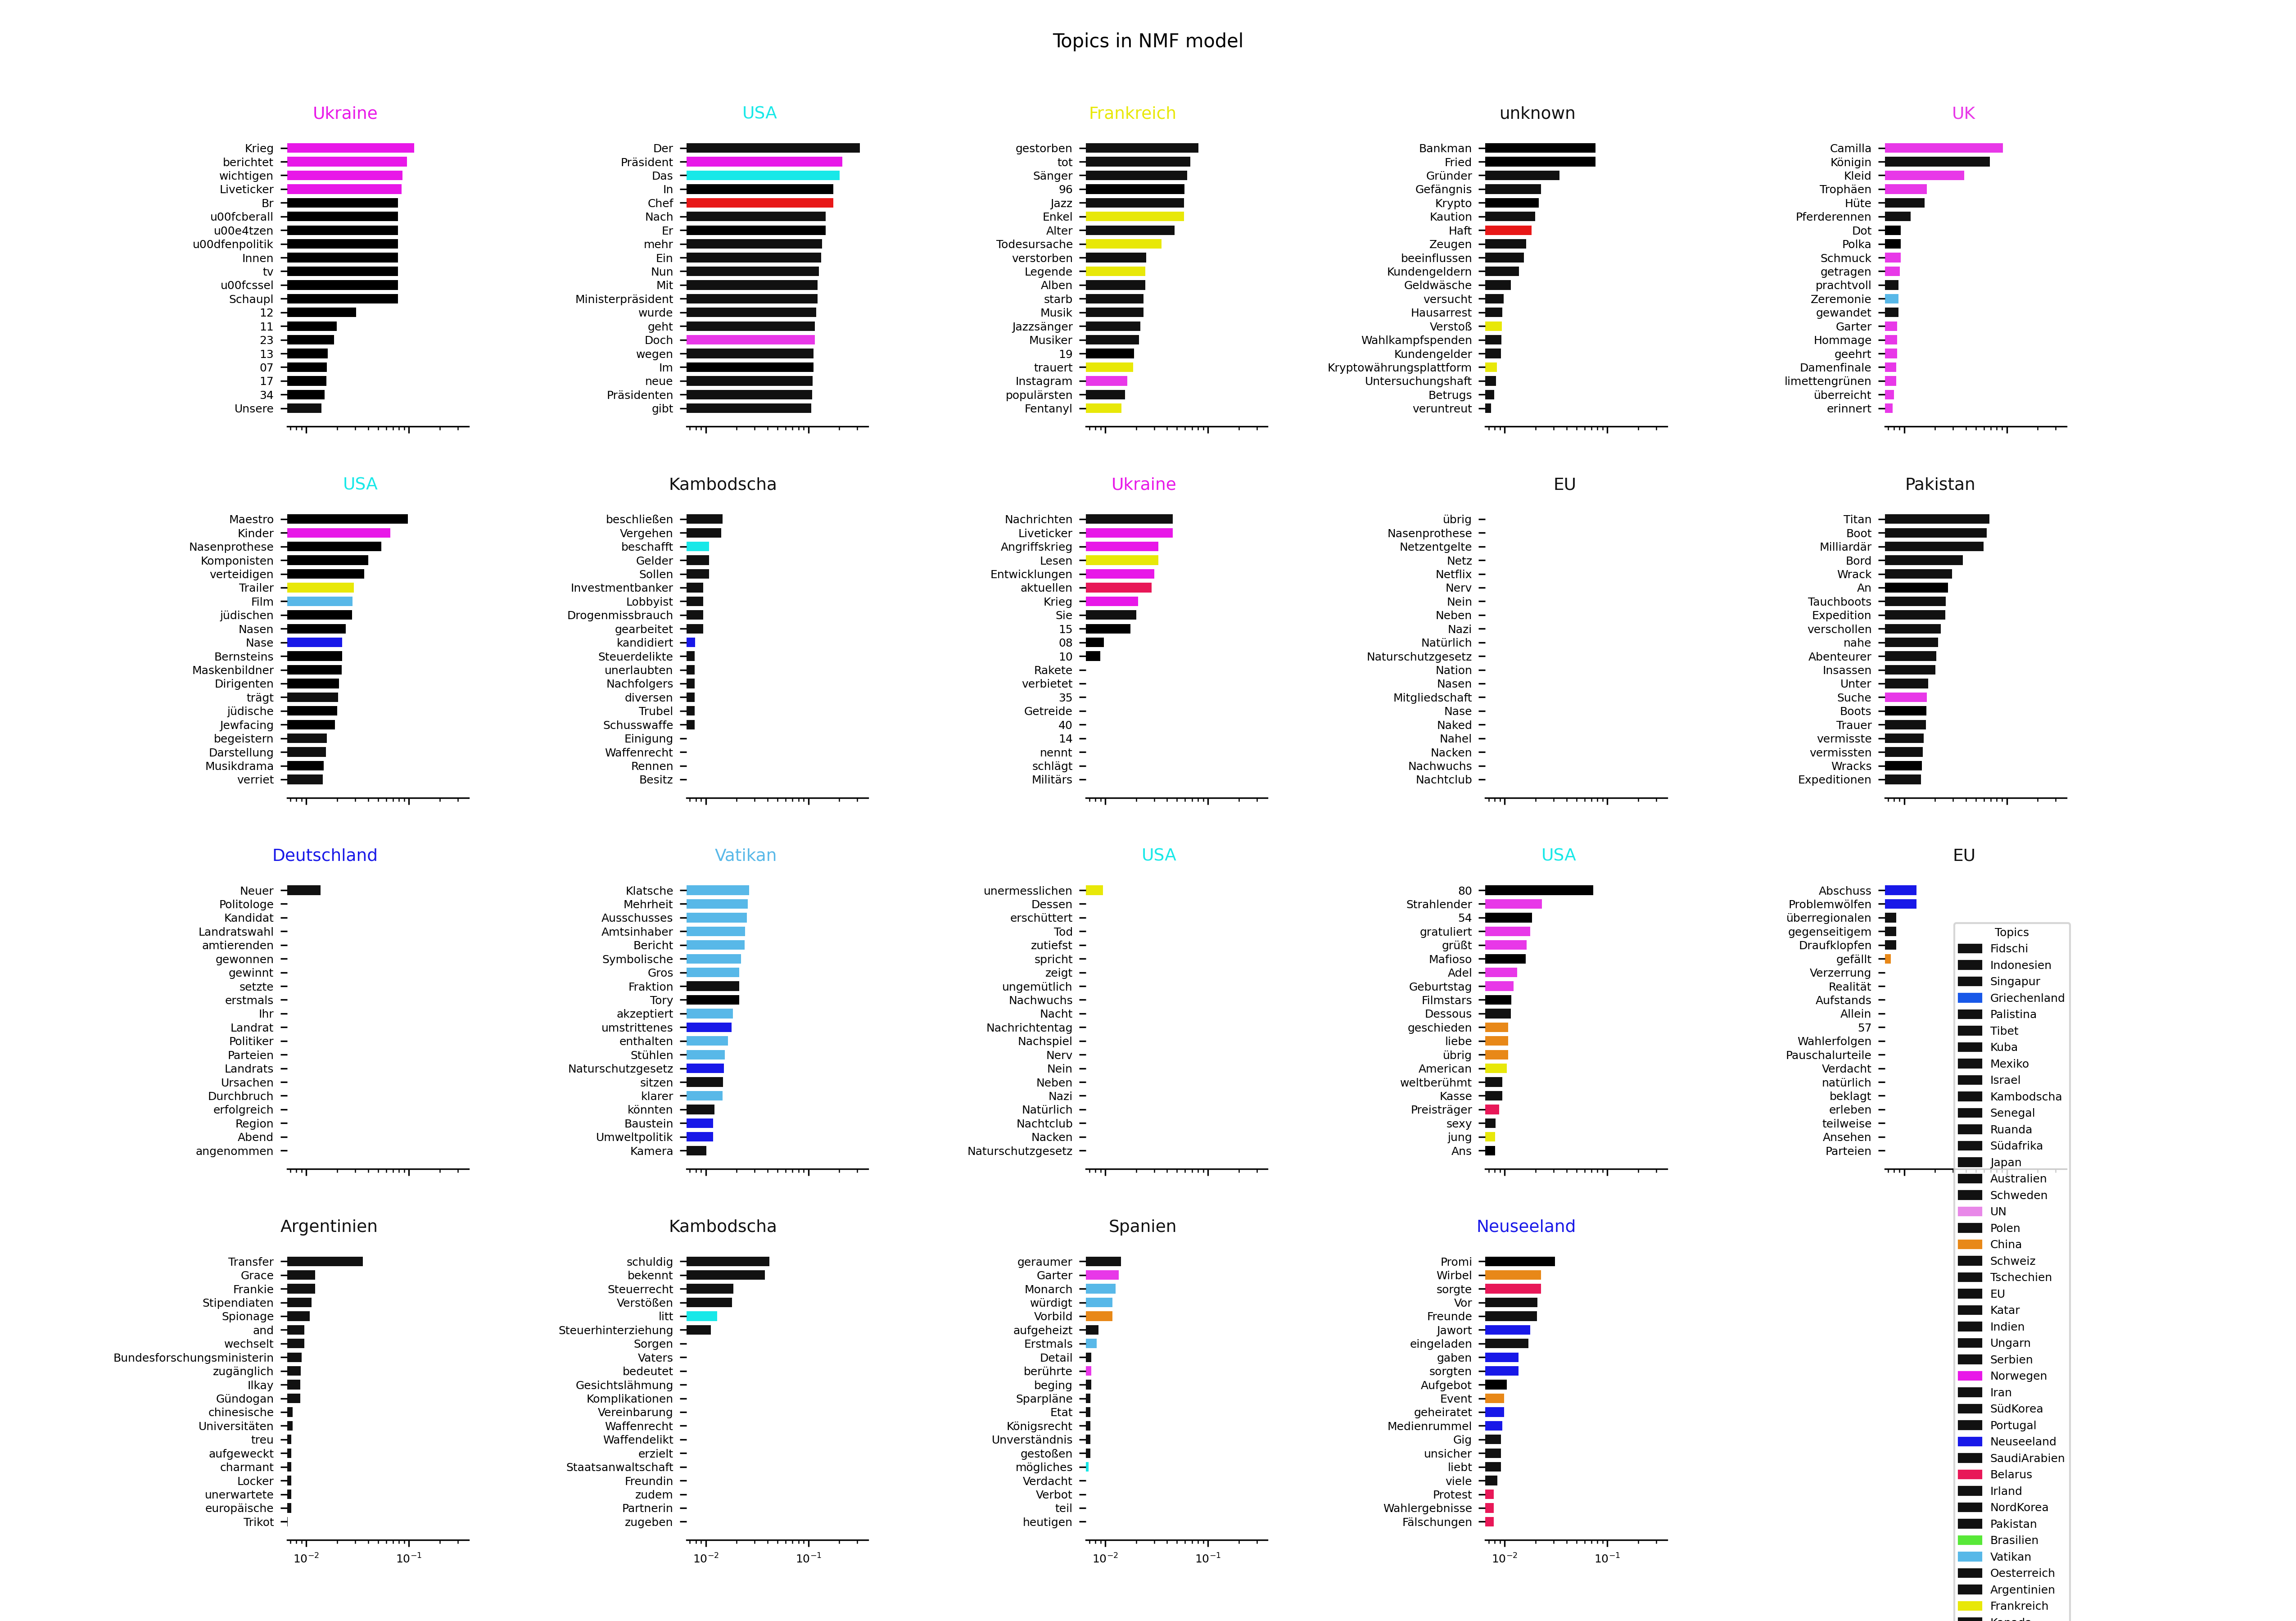 Topics in NMF model
Ukraine
Krieg
berichtet
wichtigen
Liveticker
Br
u00fcberall
u00e4tzen
u00dfenpolitik
Innen
tv
u00fcssel
Schaupl
12
11
23
13
07
17
34
Unsere
USA
Der
Präsident
Das
In
Chef
Nach
Er
mehr
Ein
Nun
Mit
Ministerpräsident
wurde
geht
Doch
wegen
Im
neue
Präsidenten
gibt
Frankreich
gestorben
tot
Sänger
96
Jazz
Enkel
Alter
Todesursache
verstorben
Legende
Alben
starb
Musik
Jazzsänger
Musiker
19
trauert
Instagram
populärsten
Fentanyl
unknown
Bankman
Fried
Gründer
Gefängnis
Krypto
Kaution
Haft
Zeugen
beeinflussen
Kundengeldern
Geldwäsche
versucht
Hausarrest
Verstoß
Wahlkampfspenden
Kundengelder
Kryptowährungsplattform
Untersuchungshaft
Betrugs
veruntreut
UK
Camilla
Königin
Kleid
Trophäen
Hüte
Pferderennen
Dot
Polka
Schmuck
getragen
prachtvoll
Zeremonie
gewandet
Garter
Hommage
geehrt
Damenfinale
limettengrünen
überreicht
erinnert
USA
Maestro
Kinder
Nasenprothese
Komponisten
verteidigen
Trailer
Film
jüdischen
Nasen
Nase
Bernsteins
Maskenbildner
Dirigenten
trägt
jüdische
Jewfacing
begeistern
Darstellung
Musikdrama
verriet
Kambodscha
beschließen
Vergehen
beschafft
Gelder
Sollen
Investmentbanker
Lobbyist
Drogenmissbrauch
gearbeitet
kandidiert
Steuerdelikte
unerlaubten
Nachfolgers
diversen
Trubel
Schusswaffe
Einigung
Waffenrecht
Rennen
Besitz
Ukraine
Nachrichten
Liveticker
Angriffskrieg
Lesen
Entwicklungen
aktuellen
Krieg
Sie
15
08
10
Rakete
verbietet
35
Getreide
40
14
nennt
schlägt
Militärs
EU
übrig
Nasenprothese
Netzentgelte
Netz
Netflix
Nerv
Nein
Neben
Nazi
Natürlich
Naturschutzgesetz
Nation
Nasen
Mitgliedschaft
Nase
Naked
Nahel
Nacken
Nachwuchs
Nachtclub
Pakistan
Titan
Boot
Milliardär
Bord
Wrack
An
Tauchboots
Expedition
verschollen
nahe
Abenteurer
Insassen
Unter
Suche
Boots
Trauer
vermisste
vermissten
Wracks
Expeditionen
Deutschland
Neuer
Politologe
Kandidat
Landratswahl
amtierenden
gewonnen
gewinnt
setzte
erstmals
Ihr
Landrat
Politiker
Parteien
Landrats
Ursachen
Durchbruch
erfolgreich
Region
Abend
angenommen
Vatikan
Klatsche
Mehrheit
Ausschusses
Amtsinhaber
Bericht
Symbolische
Gros
Fraktion
Tory
akzeptiert
umstrittenes
enthalten
Stühlen
Naturschutzgesetz
sitzen
klarer
könnten
Baustein
Umweltpolitik
Kamera
USA
unermesslichen
Dessen
erschüttert
Tod
zutiefst
spricht
zeigt
ungemütlich
Nachwuchs
Nacht
Nachrichtentag
Nachspiel
Nerv
Nein
Neben
Nazi
Natürlich
Nachtclub
Nacken
Naturschutzgesetz
USA
80
Strahlender
54
gratuliert
grüßt
Mafioso
Adel
Geburtstag
Filmstars
Dessous
geschieden
liebe
übrig
American
weltberühmt
Kasse
Preisträger
sexy
jung
Ans
EU
Abschuss
Problemwölfen
überregionalen
gegenseitigem
Draufklopfen
gefällt
Verzerrung
Realität
Aufstands
Allein
57
Wahlerfolgen
Pauschalurteile
Verdacht
natürlich
beklagt
erleben
teilweise
Ansehen
Parteien
Argentinien
Transfer
Grace
Frankie
Stipendiaten
Spionage
and
wechselt
Bundesforschungsministerin
zugänglich
Ilkay
Gündogan
chinesische
Universitäten
treu
aufgeweckt
charmant
Locker
unerwartete
europäische
Trikot
10⁻² 10⁻¹
Kambodscha
schuldig
bekennt
Steuerrecht
Verstößen
litt
Steuerhinterziehung
Sorgen
Vaters
bedeutet
Gesichtslähmung
Komplikationen
Vereinbarung
Waffenrecht
Waffendelikt
erzielt
Staatsanwaltschaft
Freundin
zudem
Partnerin
zugeben
10⁻² 10⁻¹
Spanien
geraumer
Garter
Monarch
würdigt
Vorbild
aufgeheizt
Erstmals
Detail
berührte
beging
Sparpläne
Etat
Königsrecht
Unverständnis
gestoßen
mögliches
Verdacht
Verbot
teil
heutigen
10⁻² 10⁻¹
Neuseeland
Promi
Wirbel
sorgte
Vor
Freunde
Jawort
eingeladen
gaben
sorgten
Aufgebot
Event
geheiratet
Medienrummel
Gig
unsicher
liebt
viele
Protest
Wahlergebnisse
Fälschungen
10⁻² 10⁻¹
Topics
Fidschi
Indonesien
Singapur
Griechenland
Palistina
Tibet
Kuba
Mexiko
Israel
Kambodscha
Senegal
Ruanda
Südafrika
Japan
Australien
Schweden
UN
Polen
China
Schweiz
Tschechien
EU
Katar
Indien
Ungarn
Serbien
Norwegen
Iran
SüdKorea
Portugal
Neuseeland
SaudiArabien
Belarus
Irland
NordKorea
Pakistan
Brasilien
Vatikan
Oesterreich
Argentinien
Frankreich